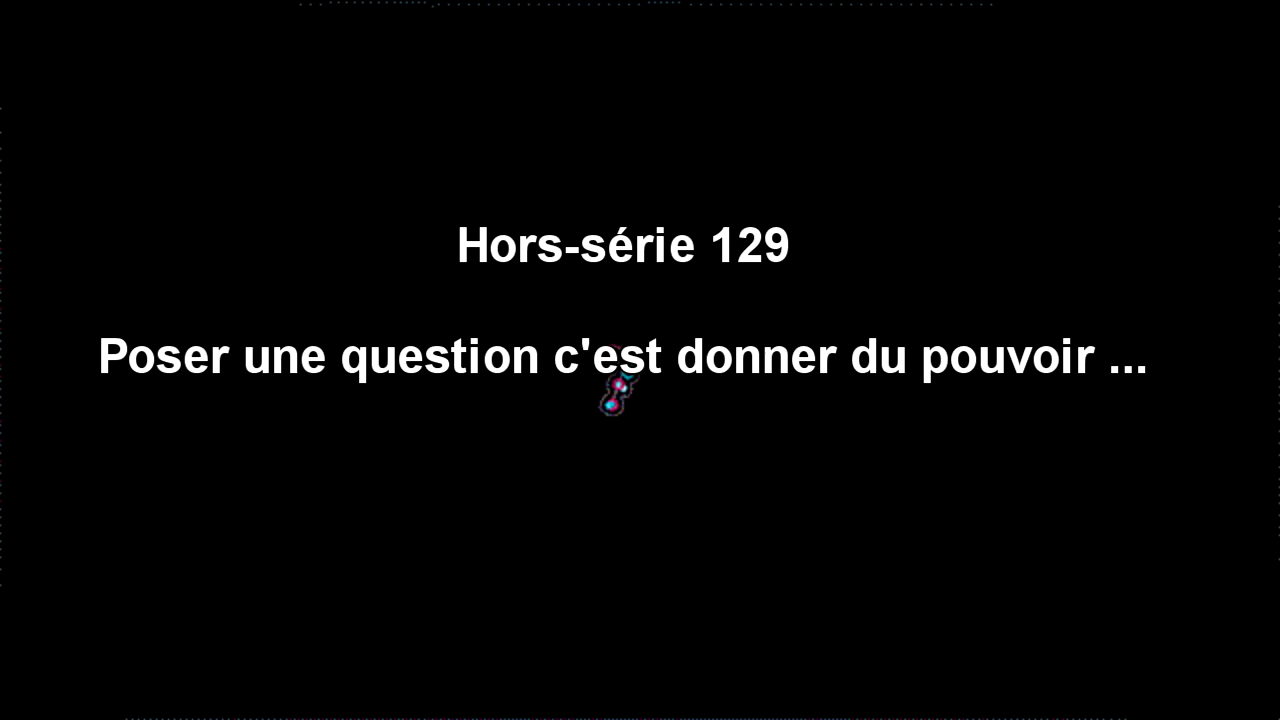 Hors-série 129
Poser une question c'est donner du pouvoir ...